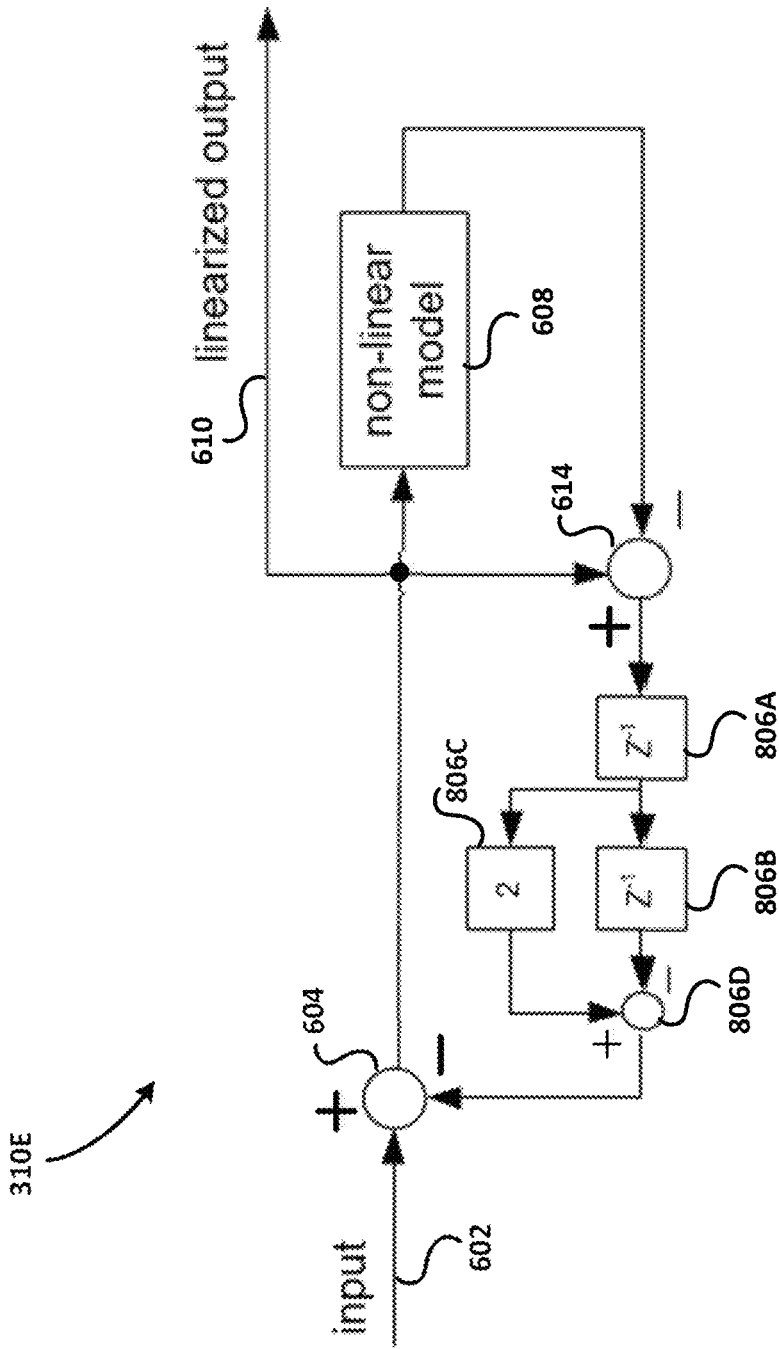 310E
input
602
+
604
−
linearized output
610
non-linear
model
608
614
+
−
Z⁻¹
806A
2
806C
Z⁻¹
806B
+
−
806D